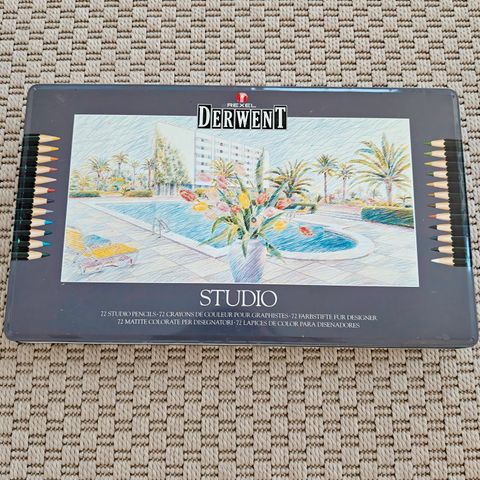 REXEL
DERWENT
STUDIO
72 STUDIO PENCILS · 72 CRAYONS DE COULEUR POUR GRAPHISTES · 72 FARBSTIFTE FUR DESIGNER
72 MATITE COLORATE PER DISEGNATORI · 72 LAPICES DE COLOR PARA DISENADORES